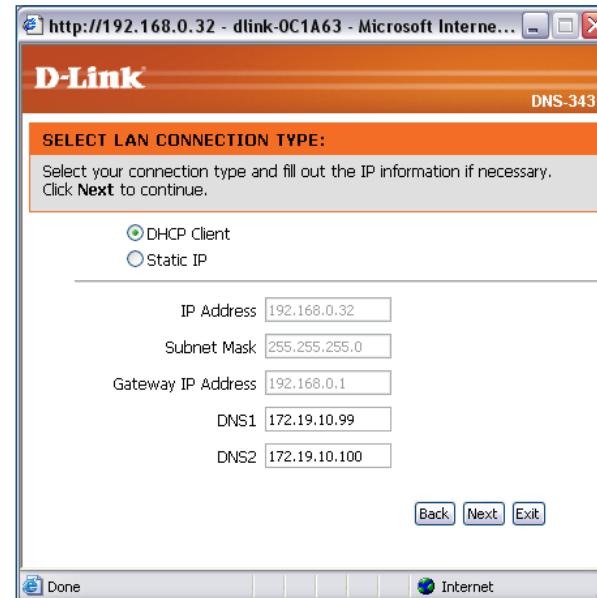 http://192.168.0.32 - dlink-0C1A63 - Microsoft Interne...
D-Link
DNS-343
SELECT LAN CONNECTION TYPE:
Select your connection type and fill out the IP information if necessary.
Click Next to continue.
DHCP Client
Static IP
IP Address 192.168.0.32
Subnet Mask 255.255.255.0
Gateway IP Address 192.168.0.1
DNS1 172.19.10.99
DNS2 172.19.10.100
Back Next Exit
Done Internet